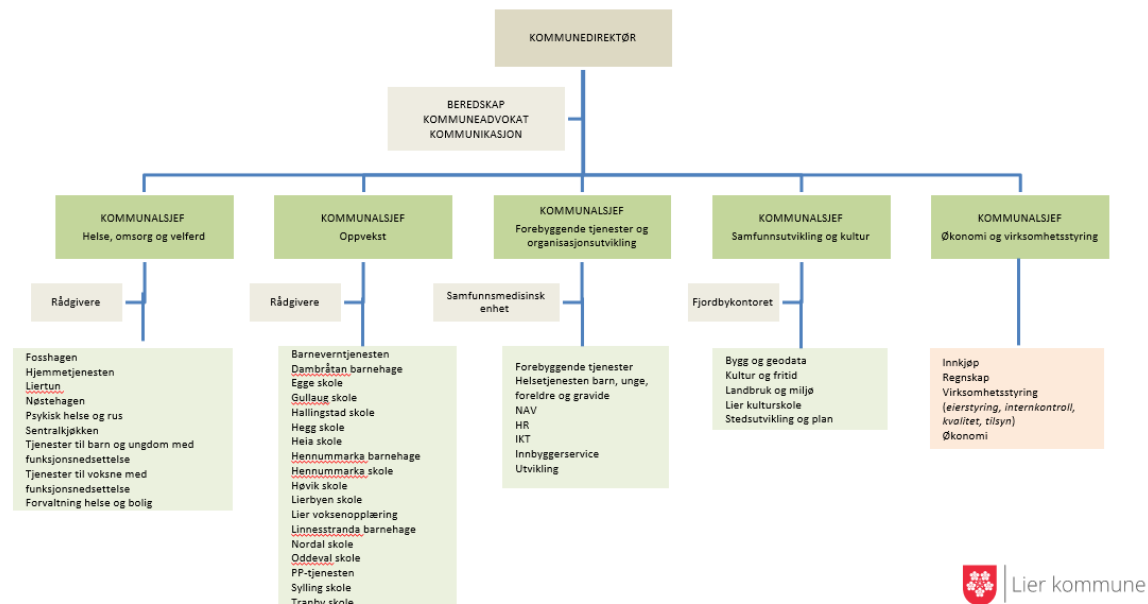 KOMMUNEDIREKTØR
BEREDSKAP
KOMMUNEADVOKAT
KOMMUNIKASJON
KOMMUNALSJEF
Helse, omsorg og velferd
KOMMUNALSJEF
Oppvekst
KOMMUNALSJEF
Forebyggende tjenester og
organisasjonsutvikling
KOMMUNALSJEF
Samfunnsutvikling og kultur
KOMMUNALSJEF
Økonomi og virksomhetsstyring
Rådgivere
Rådgivere
Samfunnsmedisinsk
enhet
Fjordbykontoret
Fosshagen
Hjemmetjenesten
Liertun
Nøstehagen
Psykisk helse og rus
Sentralkjøkken
Tjenester til barn og ungdom med
funksjonsnedsettelse
Tjenester til voksne med
funksjonsnedsettelse
Forvaltning helse og bolig
Barneverntjenesten
Dambråtan barnehage
Egge skole
Gullaug skole
Hallingstad skole
Hegg skole
Heia skole
Hennummarka barnehage
Hennummarka skole
Høvik skole
Lierbyen skole
Lier voksenopplæring
Linnesstranda barnehage
Nordal skole
Oddeval skole
PP-tjenesten
Sylling skole
Tranby skole
Forebyggende tjenester
Helsetjenesten barn, unge,
foreldre og gravide
NAV
HR
IKT
Innbyggerservice
Utvikling
Bygg og geodata
Kultur og fritid
Landbruk og miljø
Lier kulturskole
Stedsutvikling og plan
Innkjøp
Regnskap
Virksomhetsstyring
(eierstyring, internkontroll,
kvalitet, tilsyn)
Økonomi
Lier kommune